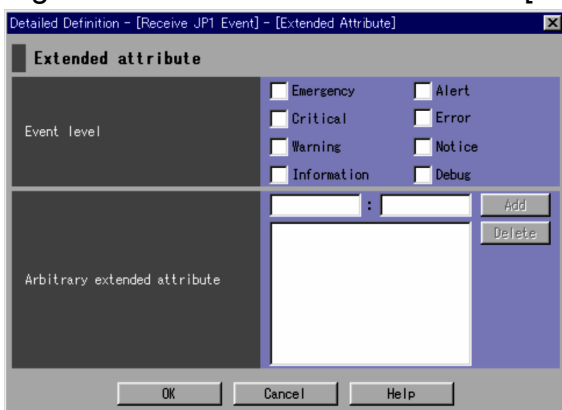 Detailed Definition - [Receive JP1 Event] - [Extended Attribute]
Extended attribute
Event level
Emergency
Alert
Critical
Error
Warning
Notice
Information
Debug
Arbitrary extended attribute
:
Add
Delete
OK
Cancel
Help